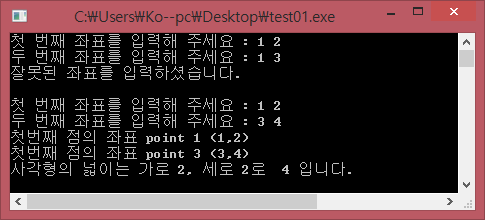 C:\Users\Ko--pc\Desktop\test01.exe
첫 번째 좌표를 입력해 주세요 : 1 2
두 번째 좌표를 입력해 주세요 : 1 3
잘못된 좌표를 입력하셨습니다.
첫 번째 좌표를 입력해 주세요 : 1 2
두 번째 좌표를 입력해 주세요 : 3 4
첫번째 점의 좌표 point 1 (1,2)
첫번째 점의 좌표 point 3 (3,4)
사각형의 넓이는 가로 2, 세로 2로  4 입니다.